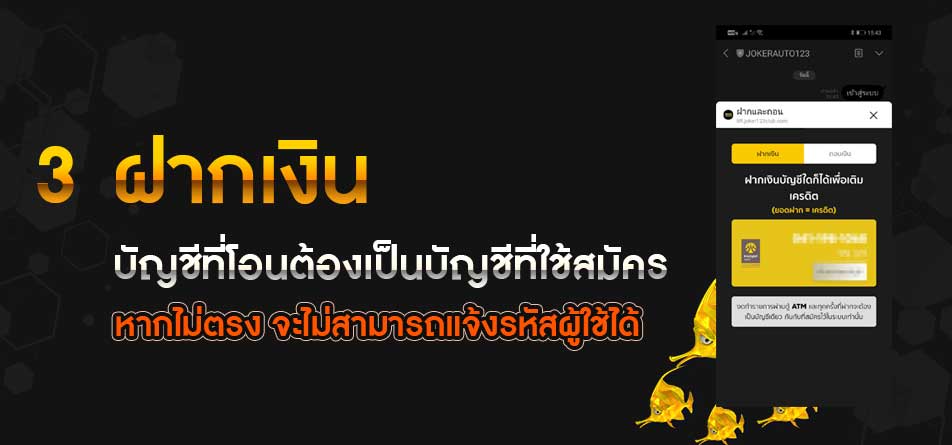 3 ฝากเงิน
บัญชีที่โอนต้องเป็นบัญชีที่ใช้สมัคร
หากไม่ตรง จะไม่สามารถแจ้งรหัสผู้ใช้ได้
15:43
JOKERAUTO123
วันนี้
เข้าสู่ระบบ
ฝากและถอน
ฝากเงิน ถอนเงิน
ฝากเงินบัญชีใดก็ได้เพื่อเติม
เครดิต
(ยอดฝาก = เครดิต)
งดทำรายการผ่านตู้ ATM และทุกครั้งที่ฝากจะต้อง
เป็นบัญชีเดียว กันกับที่สมัครไว้ในระบบเท่านั้น